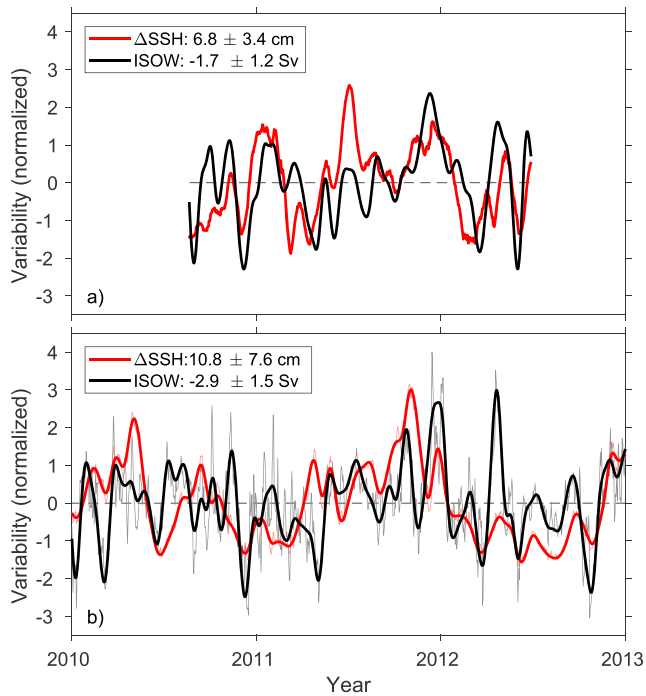 4
3
2
1
0
-1
-2
-3
Variability (normalized)
ΔSSH: 6.8 ± 3.4 cm
ISOW: -1.7 ± 1.2 Sv
a)
4
3
2
1
0
-1
-2
-3
Variability (normalized)
ΔSSH:10.8 ± 7.6 cm
ISOW: -2.9 ± 1.5 Sv
b)
2010 2011 2012 2013
Year